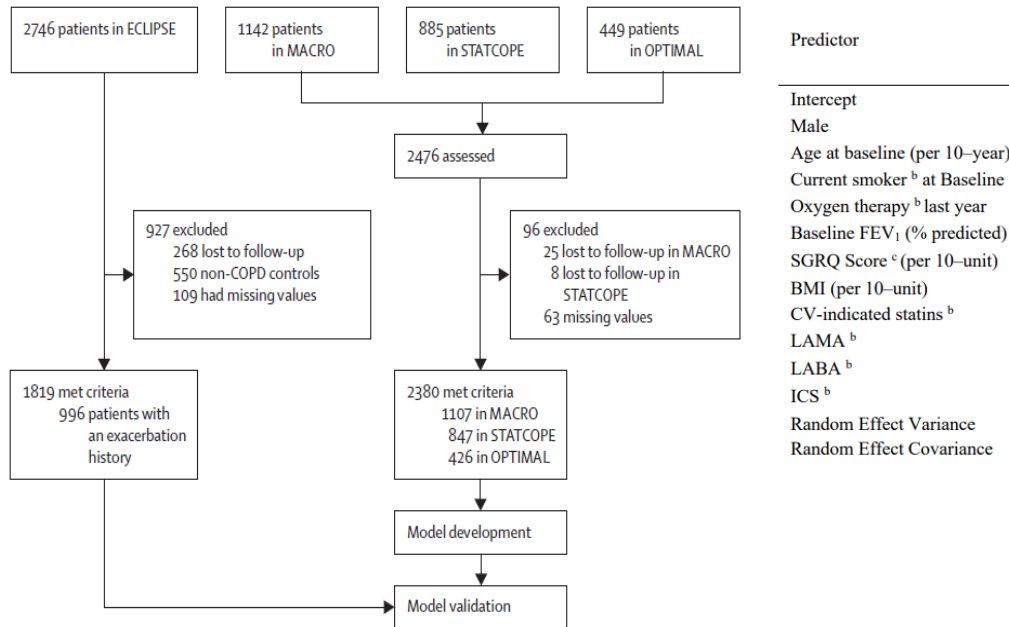 2746 patients in ECLIPSE
1142 patients
in MACRO
885 patients
in STATCOPE
449 patients
in OPTIMAL
2476 assessed
927 excluded
268 lost to follow-up
550 non-COPD controls
109 had missing values
96 excluded
25 lost to follow-up in MACRO
8 lost to follow-up in
STATCOPE
63 missing values
1819 met criteria
996 patients with
an exacerbation
history
2380 met criteria
1107 in MACRO
847 in STATCOPE
426 in OPTIMAL
Model development
Model validation
Predictor
Intercept
Male
Age at baseline (per 10–year)
Current smoker b at Baseline
Oxygen therapy b last year
Baseline FEV1 (% predicted)
SGRQ Score c (per 10–unit)
BMI (per 10–unit)
CV-indicated statins b
LAMA b
LABA b
ICS b
Random Effect Variance
Random Effect Covariance